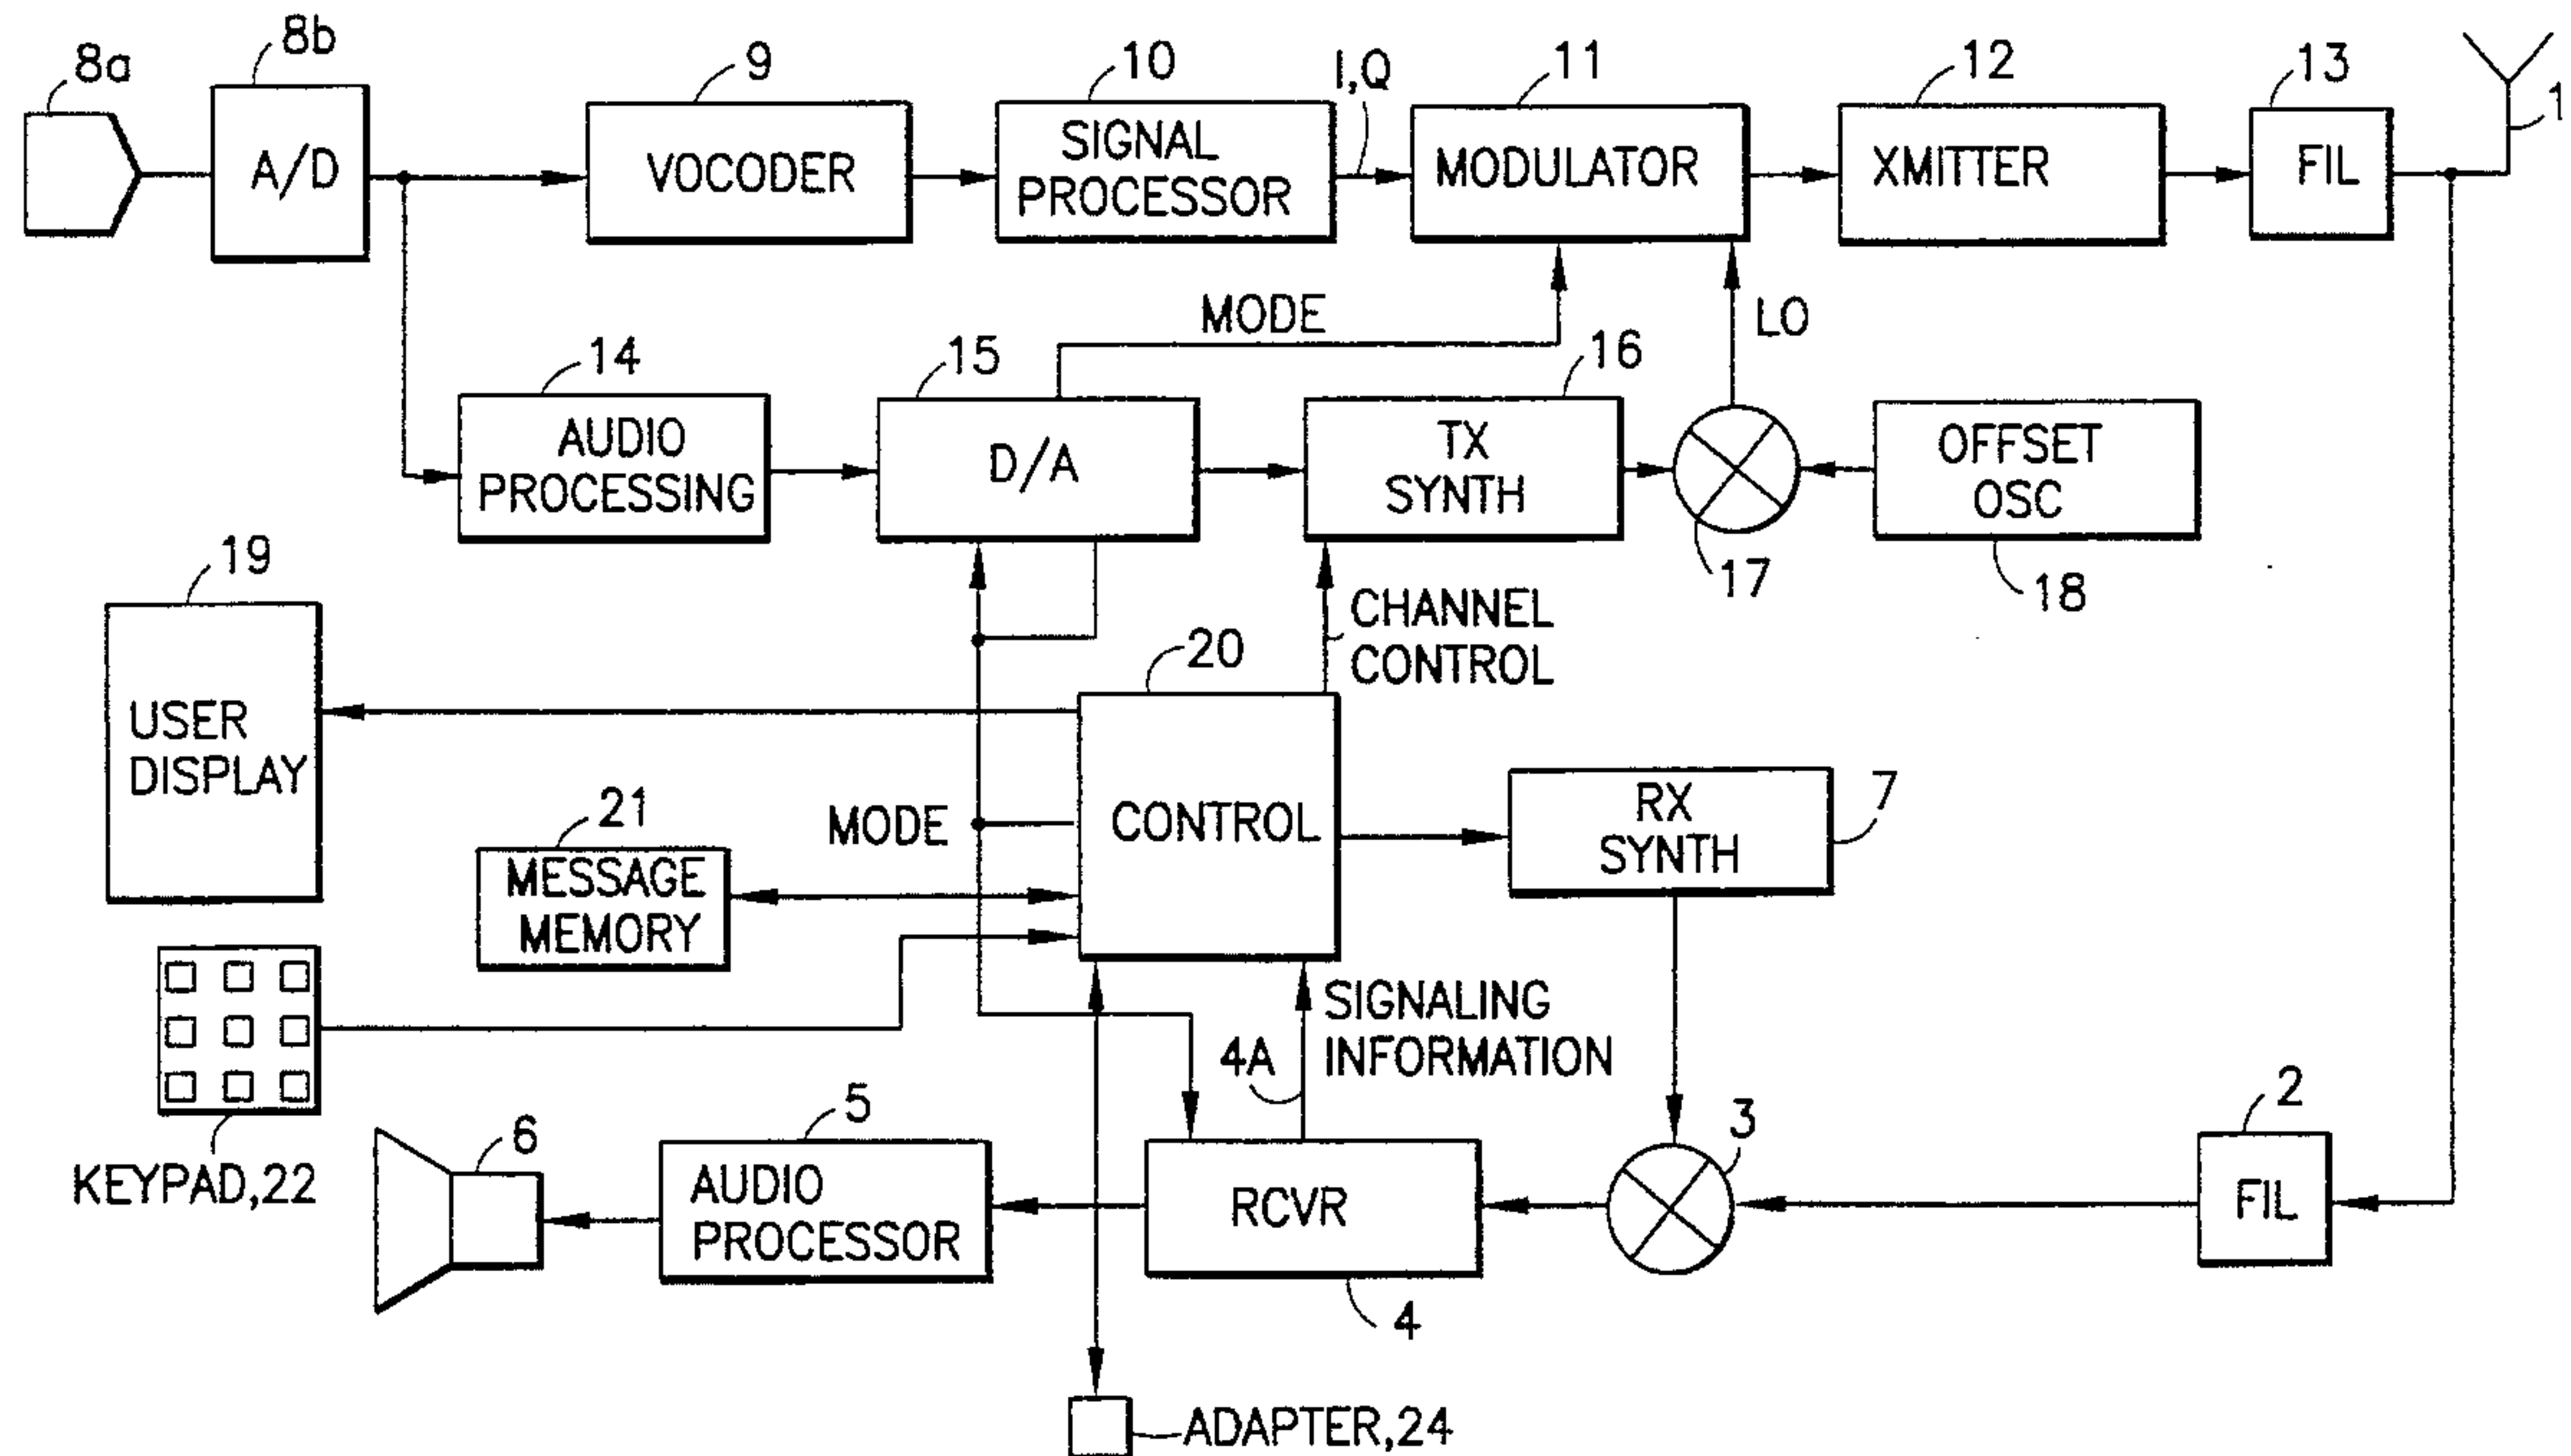 8a
8b
9
10
I,Q
11
12
13
1
A/D
VOCODER
SIGNAL
PROCESSOR
MODULATOR
XMITTER
FIL
MODE
LO
14
15
16
AUDIO
PROCESSING
D/A
TX
SYNTH
OFFSET
OSC
17
18
19
CHANNEL
CONTROL
20
USER
DISPLAY
21
MODE
CONTROL
RX
SYNTH
7
MESSAGE
MEMORY
SIGNALING
INFORMATION
4A
KEYPAD,22
6
5
3
2
AUDIO
PROCESSOR
RCVR
FIL
4
ADAPTER,24